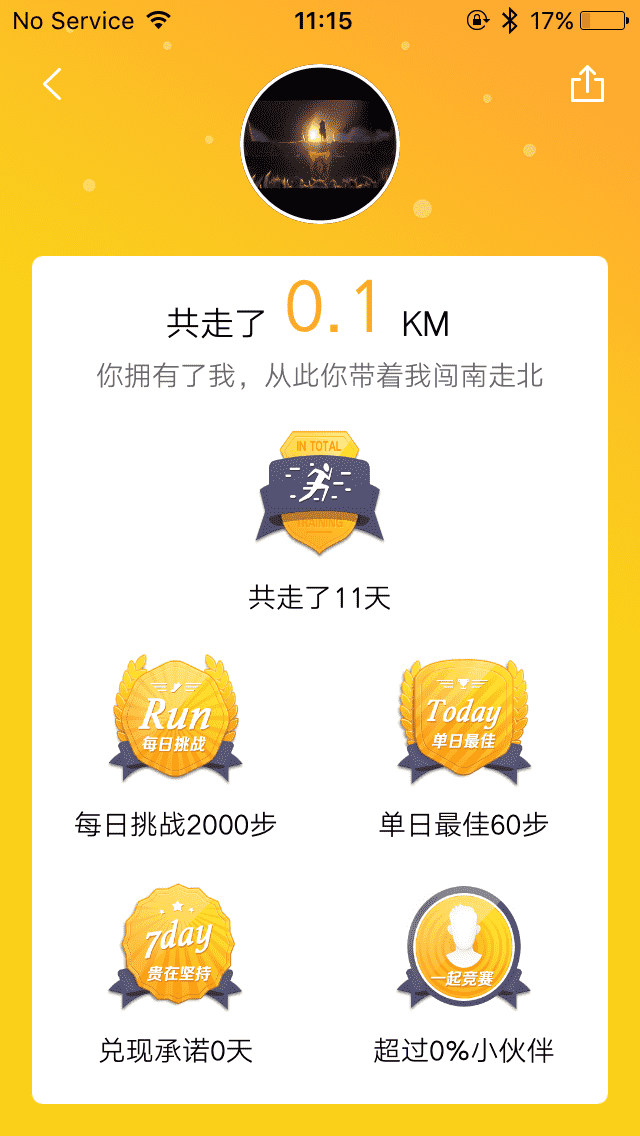 No Service 11:15 17%
共走了 0.1 KM
你拥有了我，从此你带着我闯南走北
IN TOTAL
TRAINING
共走了11天
Run
每日挑战
Today
单日最佳
每日挑战2000步
单日最佳60步
7day
贵在坚持
一起竞赛
兑现承诺0天
超过0%小伙伴